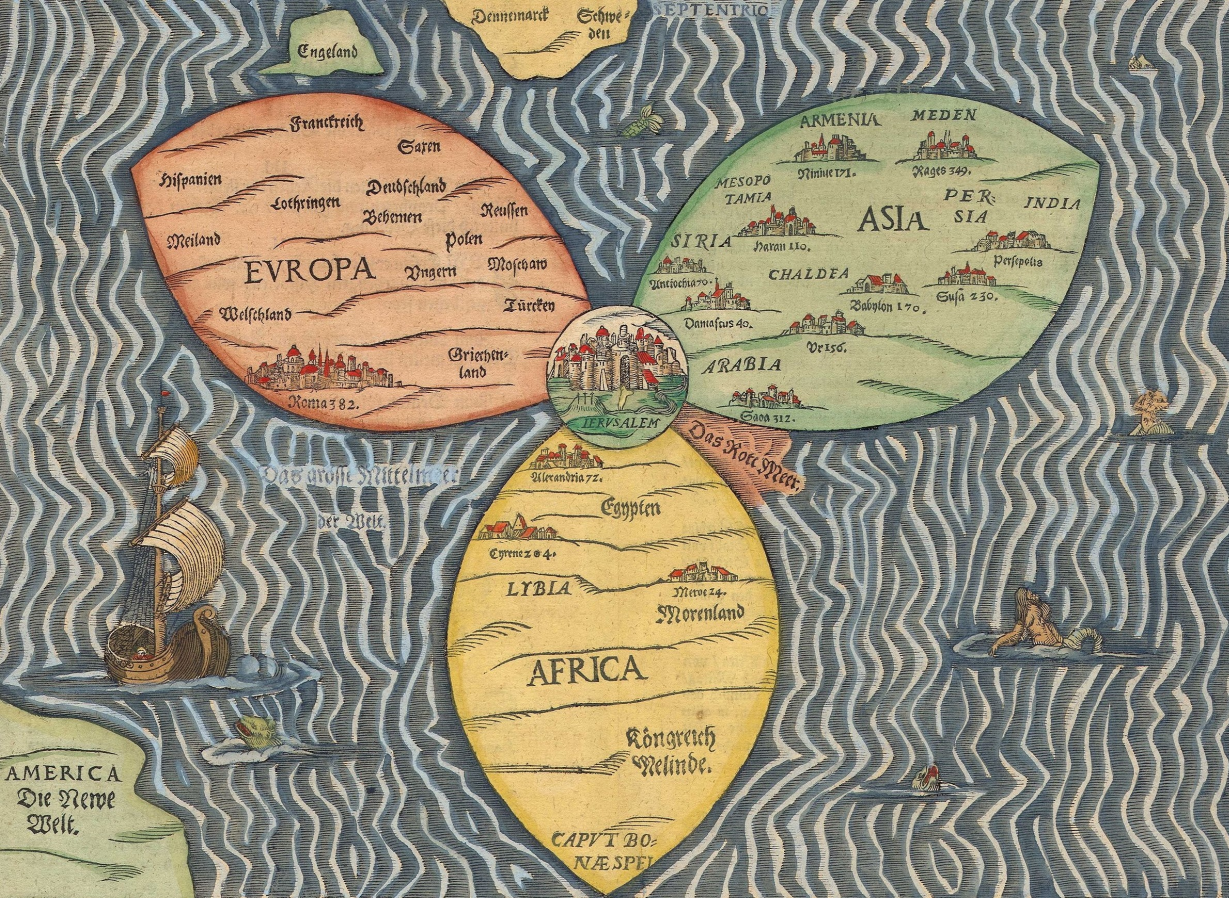 SEPTENTRIO
Dennemarck
Schwe=
den
Engeland
Franckreich
Saxen
Hispanien
Lothringen
Deudschland
Behemen
Reussen
Meiland
Polen
EVROPA
Vngern
Moschaw
Welschland
Türcken
Griechen=
land
Roma 382.
ARMENIA
MEDEN
Niniue 171.
Rages 349.
MESOPO
TAMIA
PER=
SIA
INDIA
ASIA
Haran 110.
SIRIA
Persepolis
Antiochia 70.
CHALDEA
Babylon 170.
Susa 230.
Damascus 40.
Vr 156.
ARABIA
Saba 312.
IERVSALEM
Das Rote Meer.
Das grosse Mittelmeer
der Welt.
Alexandria 72.
Egypten
Cyrene 204.
LYBIA
Meroe 24.
Morenland
AFRICA
Köngreich
Melinde.
CAPVT BO=
NÆ SPEI
AMERICA
Die Newe
Welt.